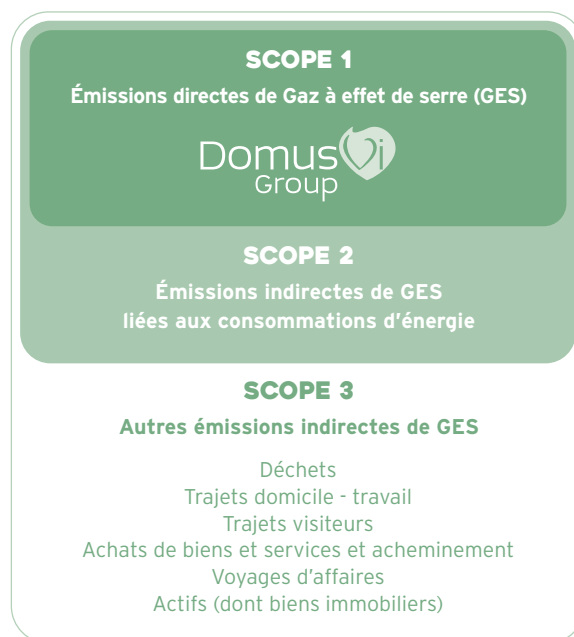 SCOPE 1
Émissions directes de Gaz à effet de serre (GES)
DomusVi
Group
SCOPE 2
Émissions indirectes de GES
liées aux consommations d'énergie
SCOPE 3
Autres émissions indirectes de GES
Déchets
Trajets domicile - travail
Trajets visiteurs
Achats de biens et services et acheminement
Voyages d'affaires
Actifs (dont biens immobiliers)